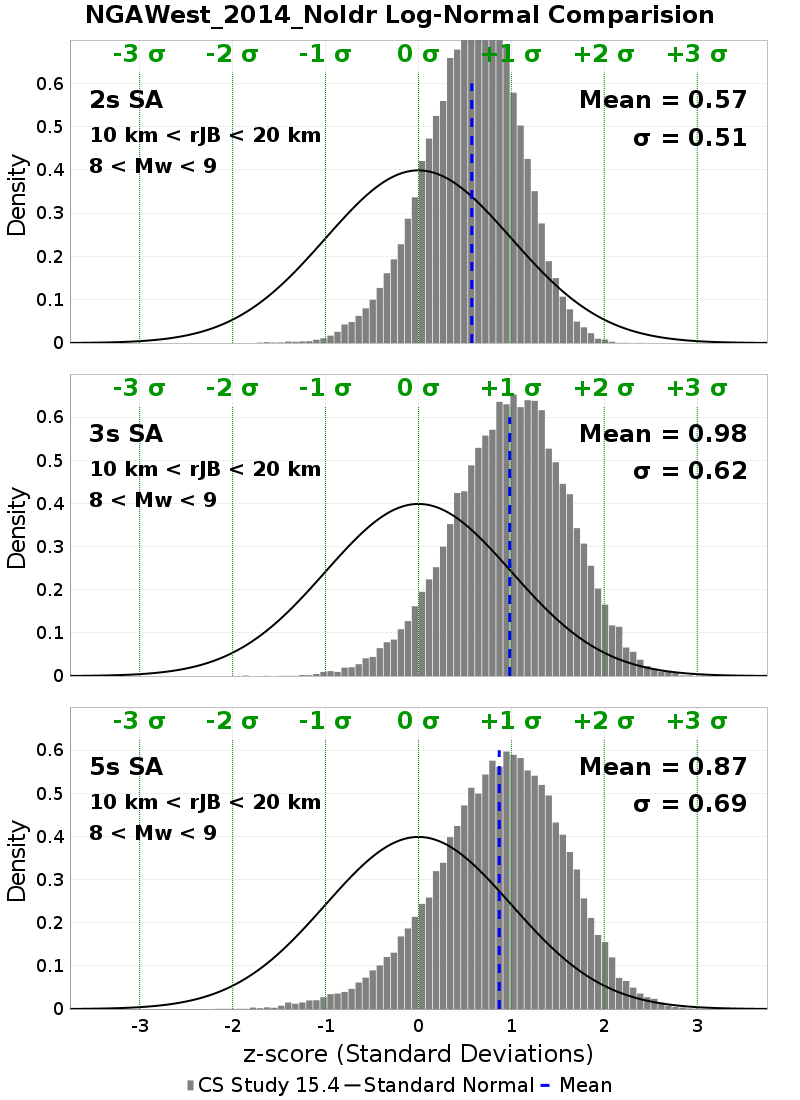 NGAWest_2014_NoIdr Log-Normal Comparision
-3 σ -2 σ -1 σ 0 σ +1 σ +2 σ +3 σ
2s SA Mean = 0.57
10 km < rJB < 20 km σ = 0.51
8 < Mw < 9
Density
0.6
0.5
0.4
0.3
0.2
0.1
0
-3 σ -2 σ -1 σ 0 σ +1 σ +2 σ +3 σ
3s SA Mean = 0.98
10 km < rJB < 20 km σ = 0.62
8 < Mw < 9
Density
0.6
0.5
0.4
0.3
0.2
0.1
0
-3 σ -2 σ -1 σ 0 σ +1 σ +2 σ +3 σ
5s SA Mean = 0.87
10 km < rJB < 20 km σ = 0.69
8 < Mw < 9
Density
0.6
0.5
0.4
0.3
0.2
0.1
0
-3 -2 -1 0 1 2 3
z-score (Standard Deviations)
CS Study 15.4 Standard Normal Mean